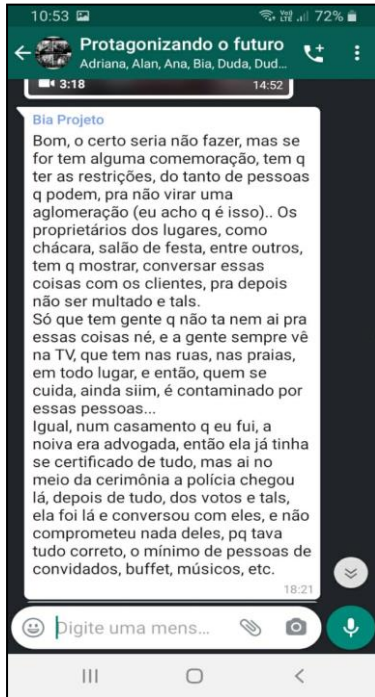 10:53 72%
Protagonizando o futuro
Adriana, Alan, Ana, Bia, Duda, Dud...
3:18 14:52
Bia Projeto
Bom, o certo seria não fazer, mas se
for tem alguma comemoração, tem q
ter as restrições, do tanto de pessoas
q podem, pra não virar uma
aglomeração (eu acho q é isso).. Os
proprietários dos lugares, como
chácara, salão de festa, entre outros,
tem q mostrar, conversar essas
coisas com os clientes, pra depois
não ser multado e tals.
Só que tem gente q não ta nem ai pra
essas coisas né, e a gente sempre vê
na TV, que tem nas ruas, nas praias,
em todo lugar, e então, quem se
cuida, ainda siim, é contaminado por
essas pessoas...
Igual, num casamento q eu fui, a
noiva era advogada, então ela já tinha
se certificado de tudo, mas ai no
meio da cerimônia a polícia chegou
lá, depois de tudo, dos votos e tals,
ela foi lá e conversou com eles, e não
comprometeu nada deles, pq tava
tudo correto, o mínimo de pessoas de
convidados, buffet, músicos, etc.
18:21
Digite uma mens...